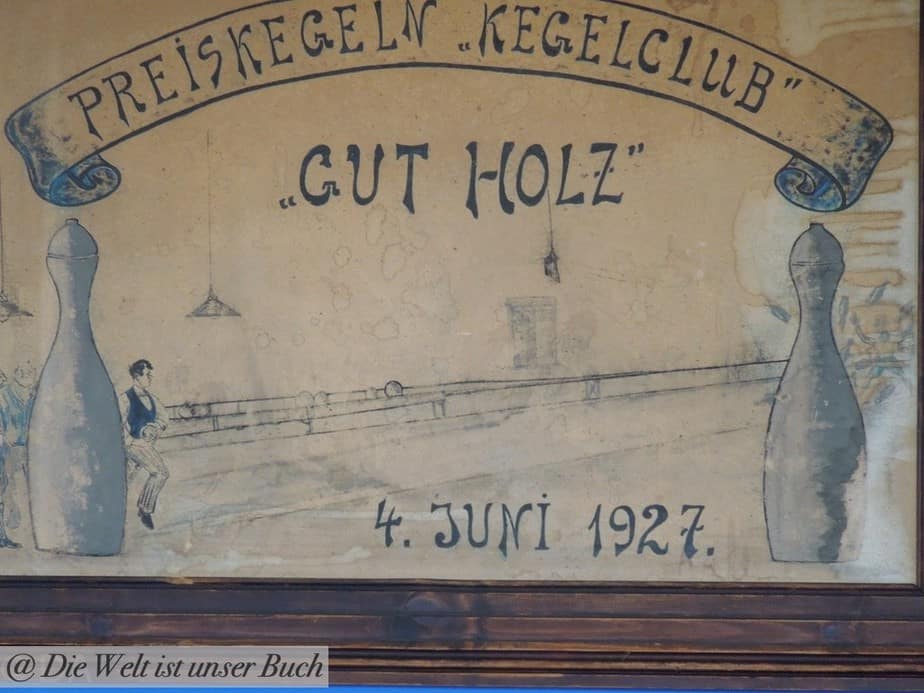 PREISKEGELN „KEGELCLUB"
„GUT HOLZ"
4. JUNI 1927.
@ Die Welt ist unser Buch